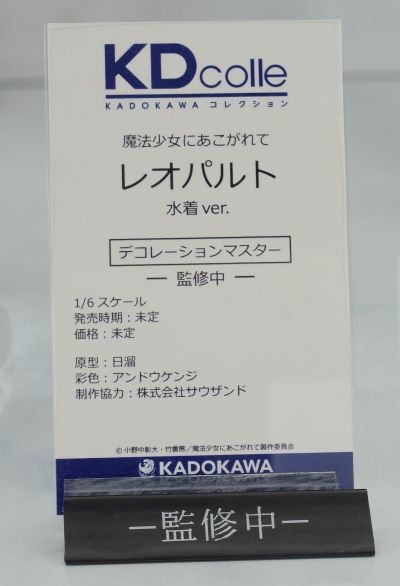 KDcolle
KADOKAWA コレクション
魔法少女にあこがれて
レオパルト
水着 ver.
デコレーションマスター
― 監修中 ―
1/6 スケール
発売時期：未定
価格：未定
原型：日溜
彩色：アンドウケンジ
制作協力：株式会社サウザンド
© 小野中彰大・竹書房／魔法少女にあこがれて製作委員会
KADOKAWA
―監修中―